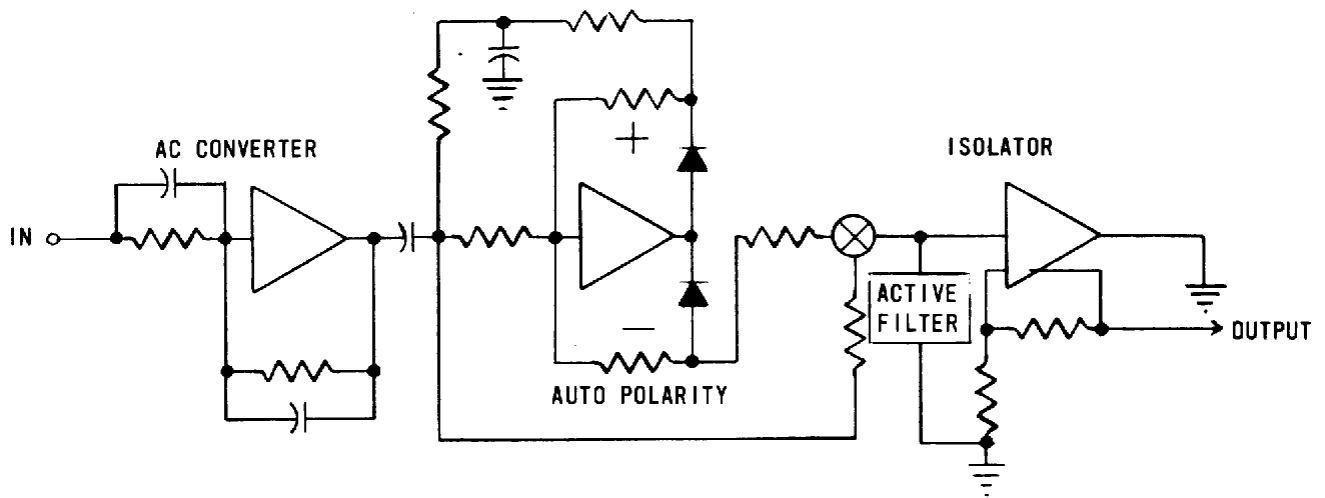 AC CONVERTER
ISOLATOR
IN
+
ACTIVE
FILTER
—
OUTPUT
AUTO POLARITY